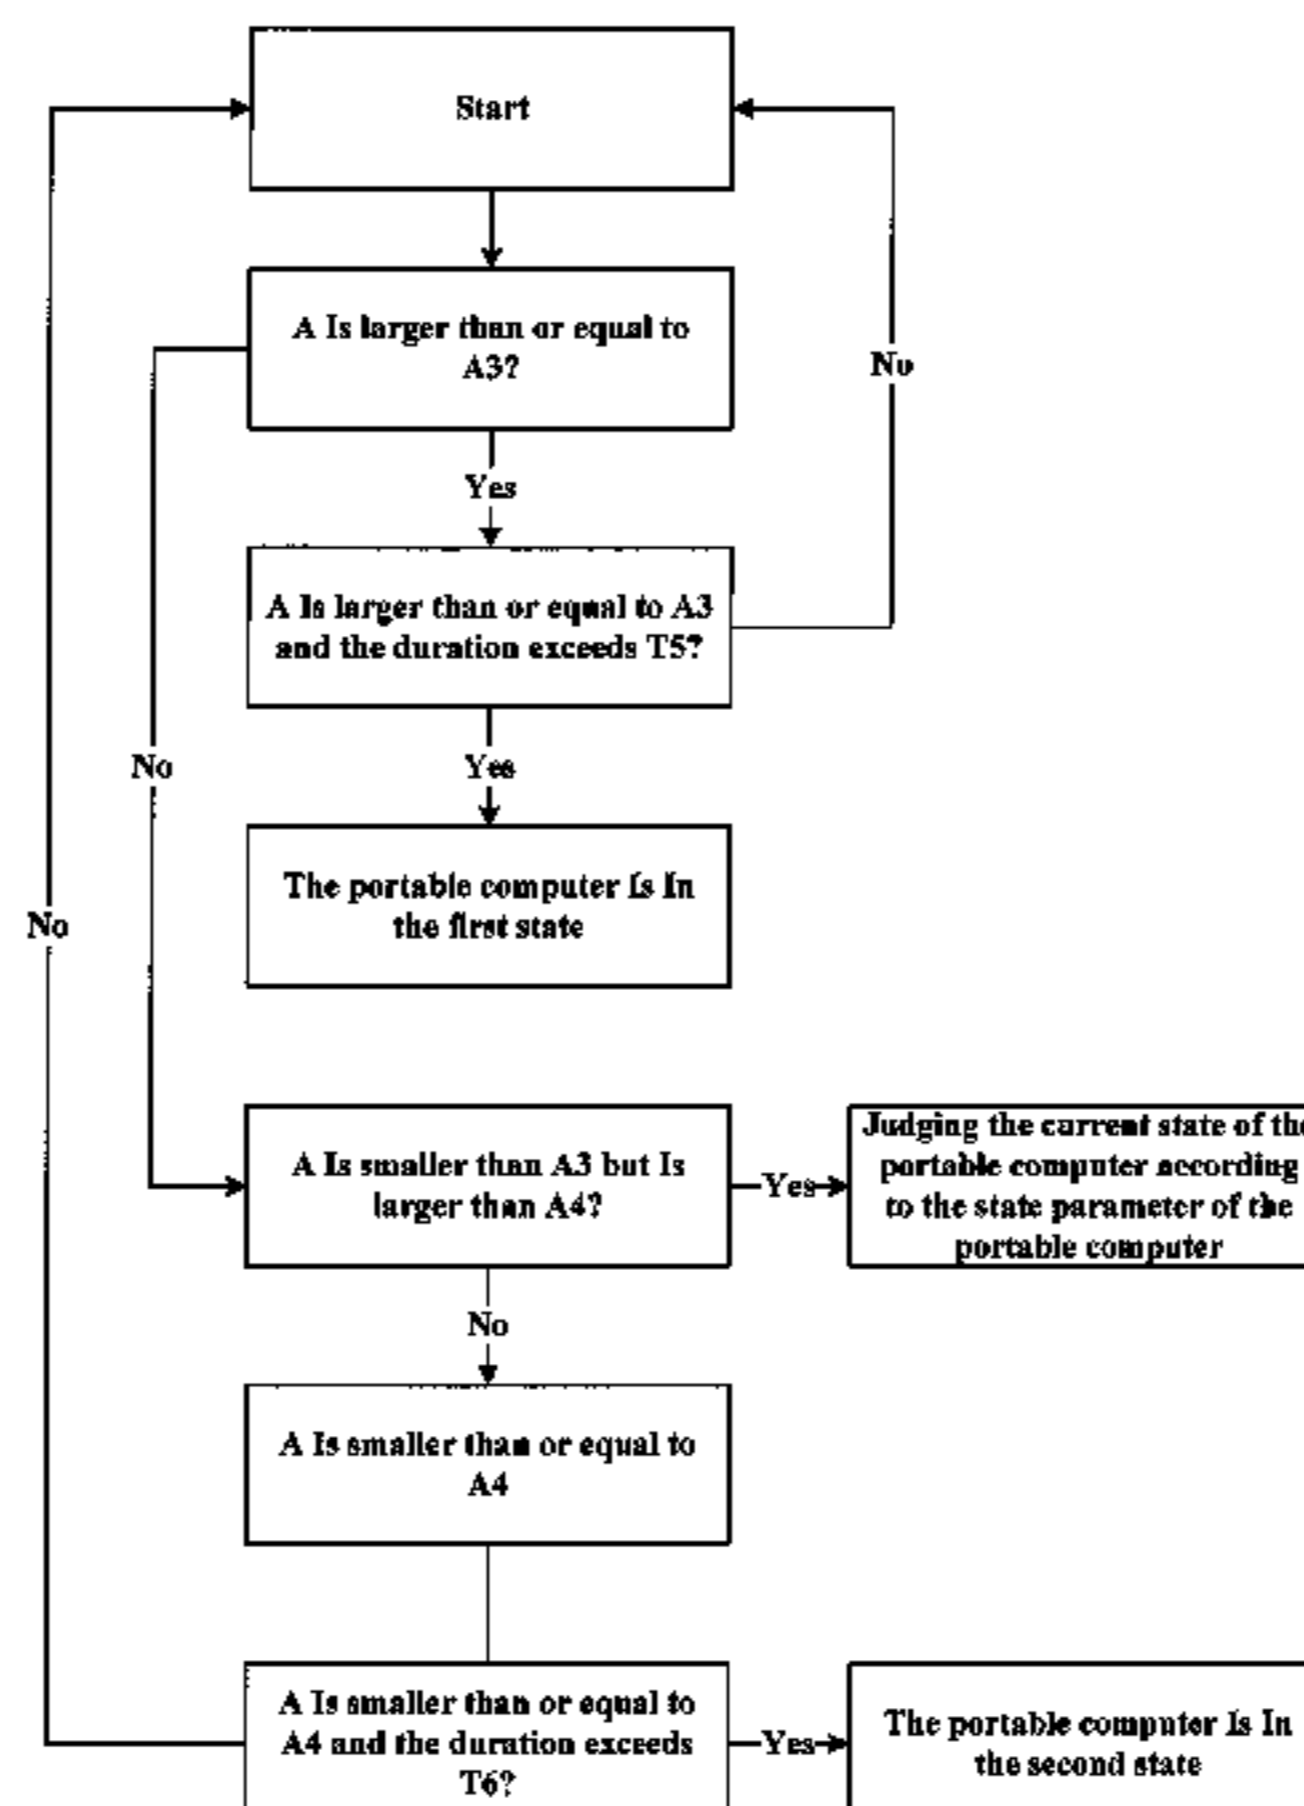 Start
A Is larger than or equal to
A3?
No
Yes
A Is larger than or equal to A3
and the duration exceeds T5?
No
Yes
The portable computer Is In
the first state
No
A Is smaller than A3 but Is
larger than A4?
Yes
Judging the current state of the
portable computer according
to the state parameter of the
portable computer
No
A Is smaller than or equal to
A4
A Is smaller than or equal to
A4 and the duration exceeds
T6?
Yes
The portable computer Is In
the second state